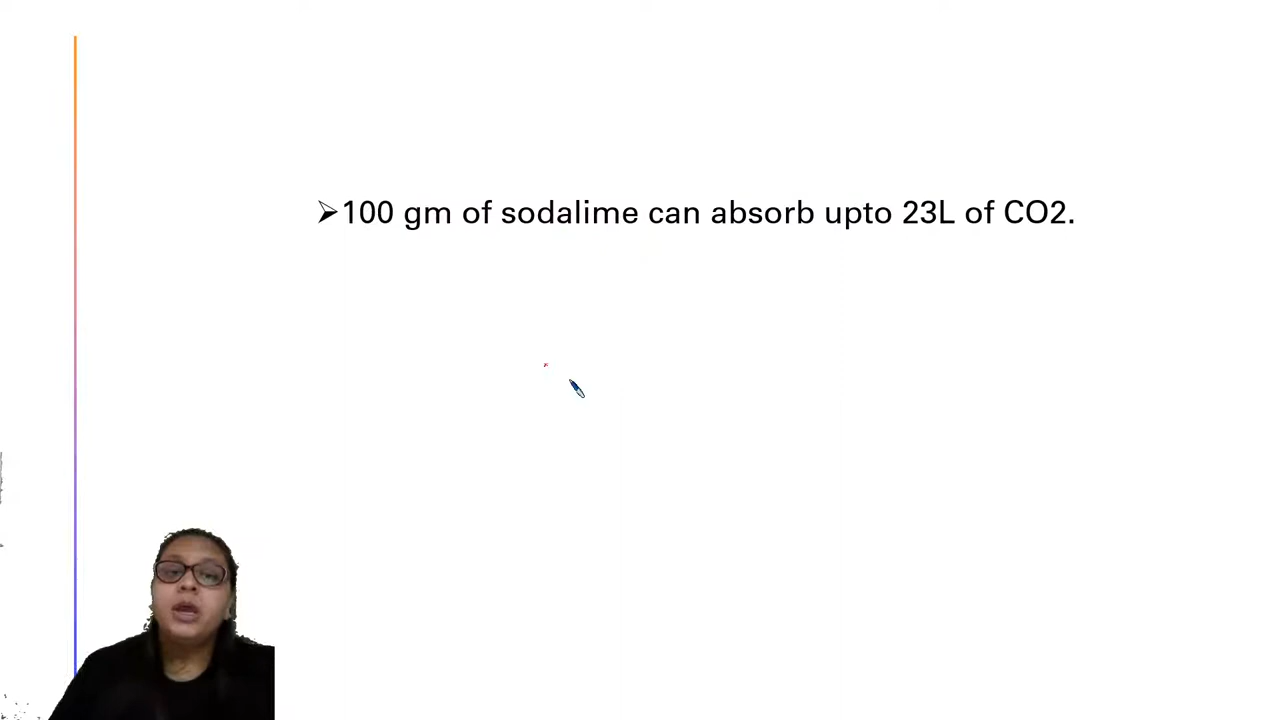 ➢100 gm of sodalime can absorb upto 23L of CO2.